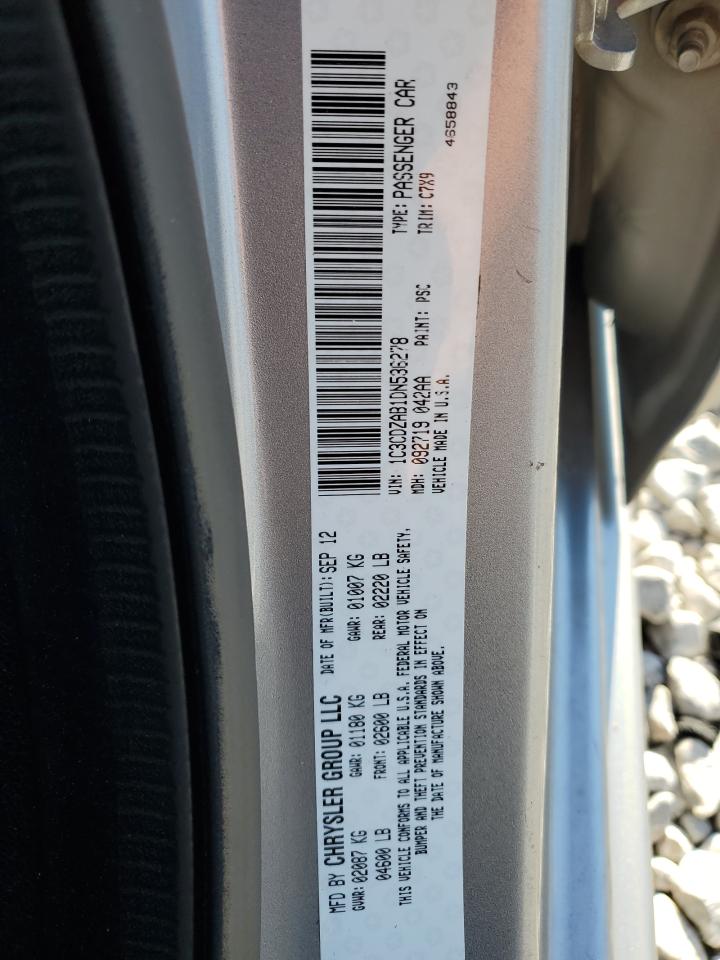 MFD BY CHRYSLER GROUP LLC DATE OF MFR(BUILT): SEP 12
GVWR: 02087 KG GAWR: 01180 KG GAWR: 01007 KG
04600 LB FRONT: 02600 LB REAR: 02220 LB
THIS VEHICLE CONFORMS TO ALL APPLICABLE U.S.A. FEDERAL MOTOR VEHICLE SAFETY,
BUMPER AND THEFT PREVENTION STANDARDS IN EFFECT ON
THE DATE OF MANUFACTURE SHOWN ABOVE.
VIN: 1C3CDZAB1DN536278 TYPE: PASSENGER CAR
MDH: 092719 042AA PAINT: PSC TRIM: C7X9
VEHICLE MADE IN U.S.A.
4658843